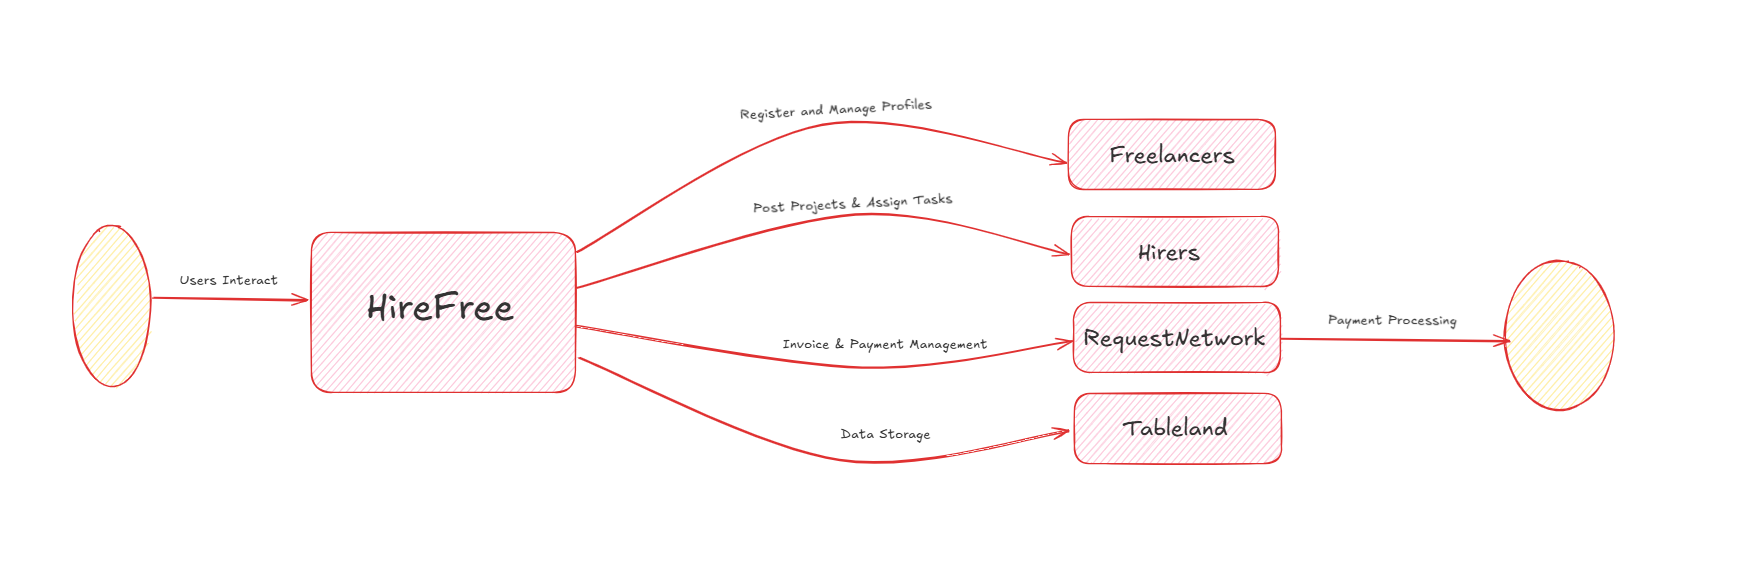 Users Interact
HireFree
Register and Manage Profiles
Freelancers
Post Projects & Assign Tasks
Hirers
Invoice & Payment Management
RequestNetwork
Payment Processing
Data Storage
Tableland